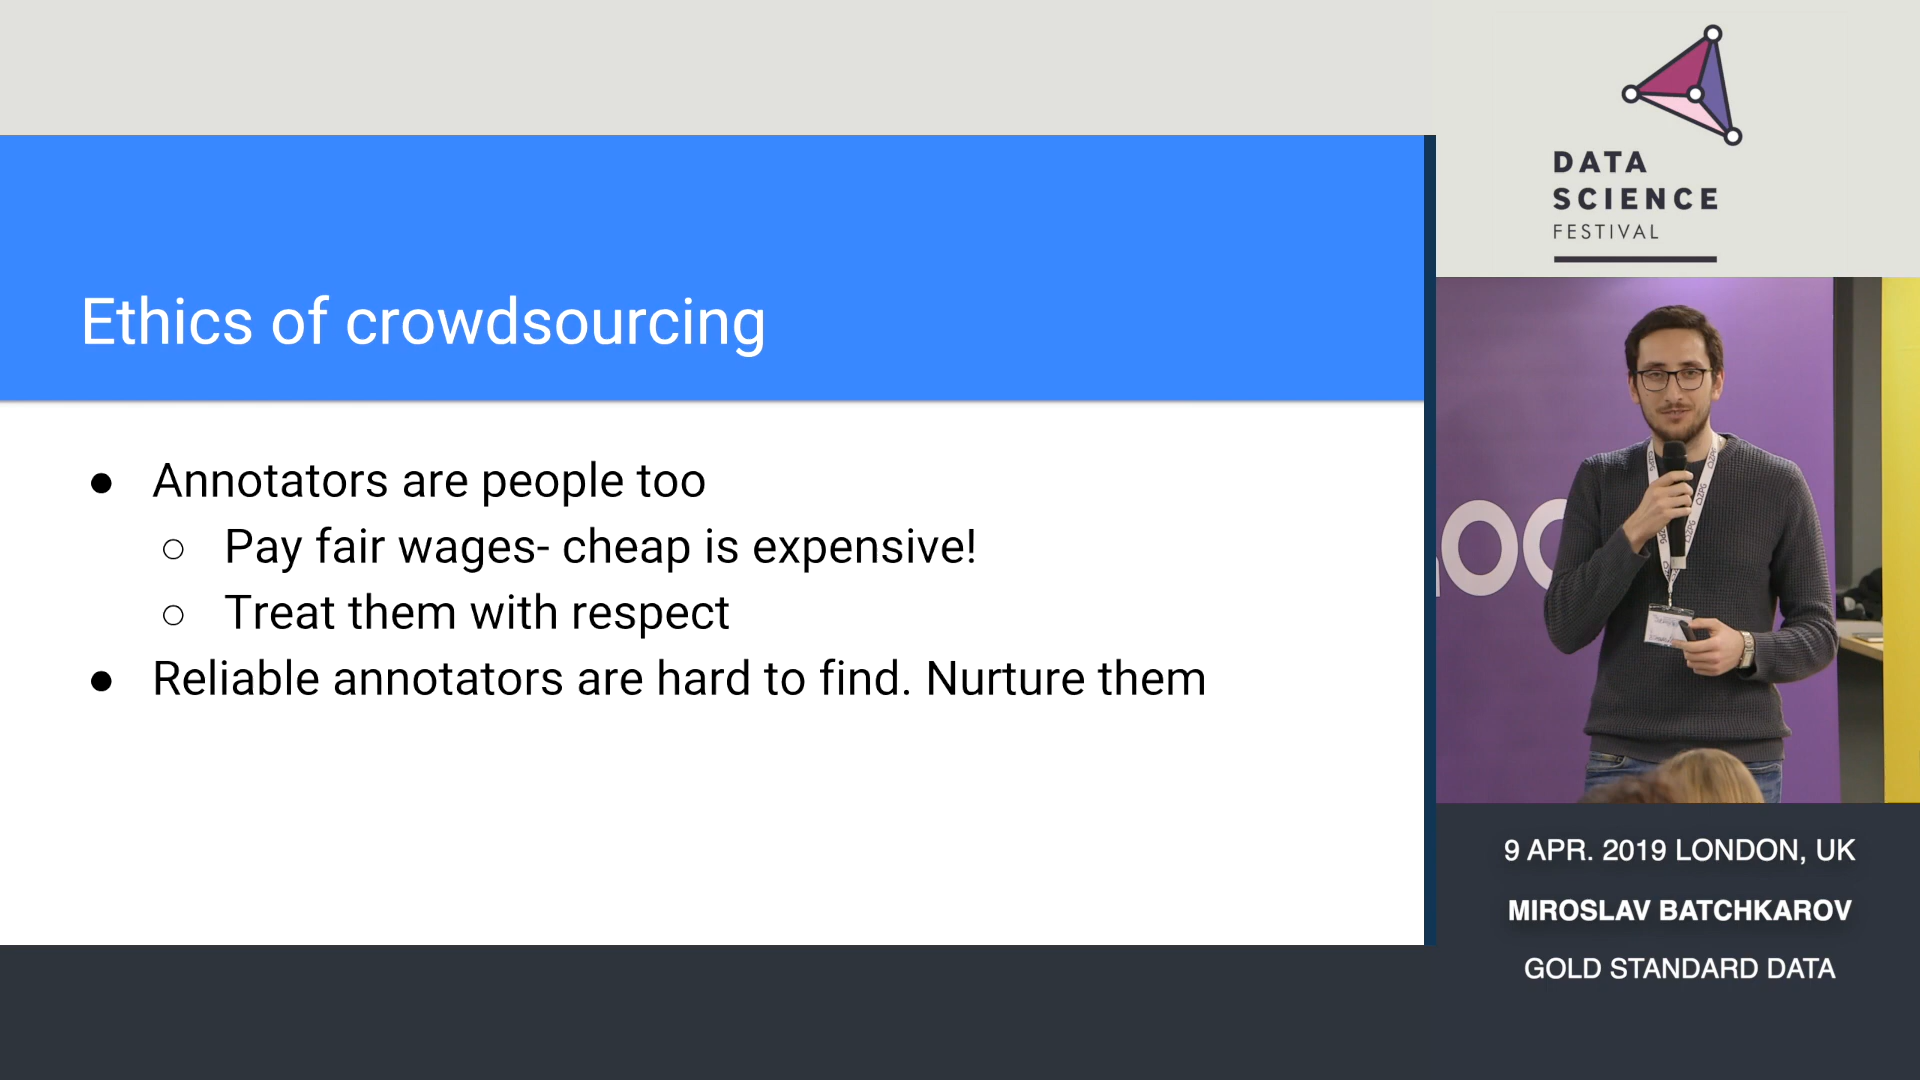 DATA
SCIENCE
FESTIVAL
Ethics of crowdsourcing
● Annotators are people too
○ Pay fair wages- cheap is expensive!
○ Treat them with respect
● Reliable annotators are hard to find. Nurture them
9 APR. 2019 LONDON, UK
MIROSLAV BATCHKAROV
GOLD STANDARD DATA